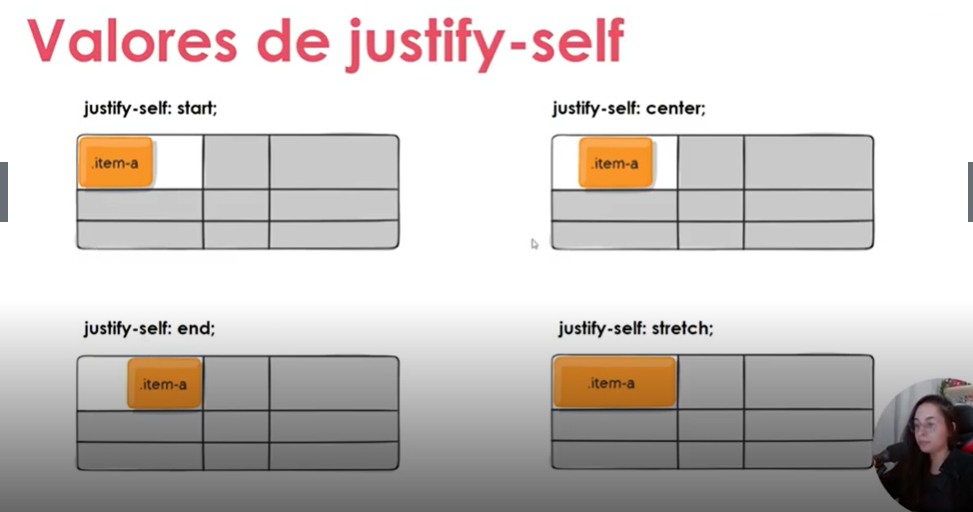 Valores de justify-self
justify-self: start;
justify-self: center;
.item-a
.item-a
justify-self: end;
justify-self: stretch;
.item-a
.item-a